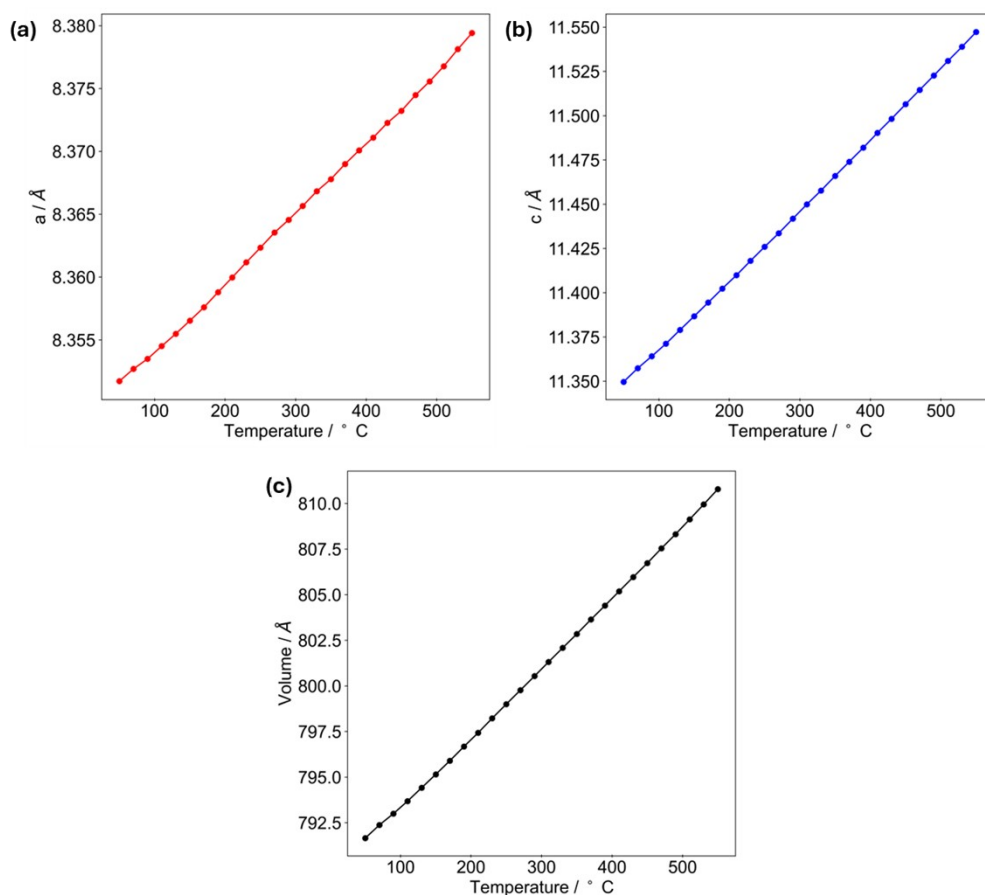 (a)
a / Å
8.380
8.375
8.370
8.365
8.360
8.355
100 200 300 400 500
Temperature / ° C
(b)
c / Å
11.550
11.525
11.500
11.475
11.450
11.425
11.400
11.375
11.350
100 200 300 400 500
Temperature / ° C
(c)
Volume / Å
810.0
807.5
805.0
802.5
800.0
797.5
795.0
792.5
100 200 300 400 500
Temperature / ° C